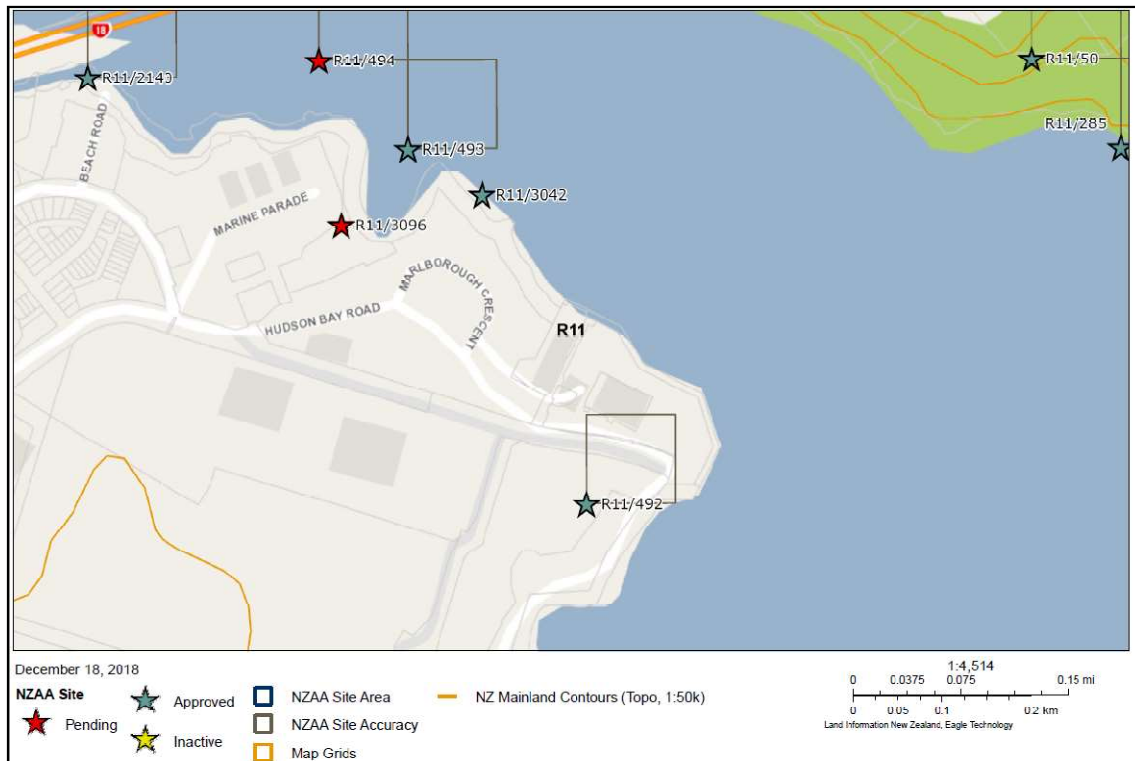 18
R11/494
R11/50
R11/2140
R11/285
R11/493
BEACH ROAD
R11/3042
MARINE PARADE
R11/3096
MARLBOROUGH CRESCENT
HUDSON BAY ROAD
R11
R11/492
December 18, 2018
1:4,514
NZAA Site
Approved
NZAA Site Area
NZ Mainland Contours (Topo, 1:50k)
0 0.0375 0.075 0.15 mi
Pending
NZAA Site Accuracy
0 0.05 0.1 0.2 km
Inactive
Land Information New Zealand, Eagle Technology
Map Grids